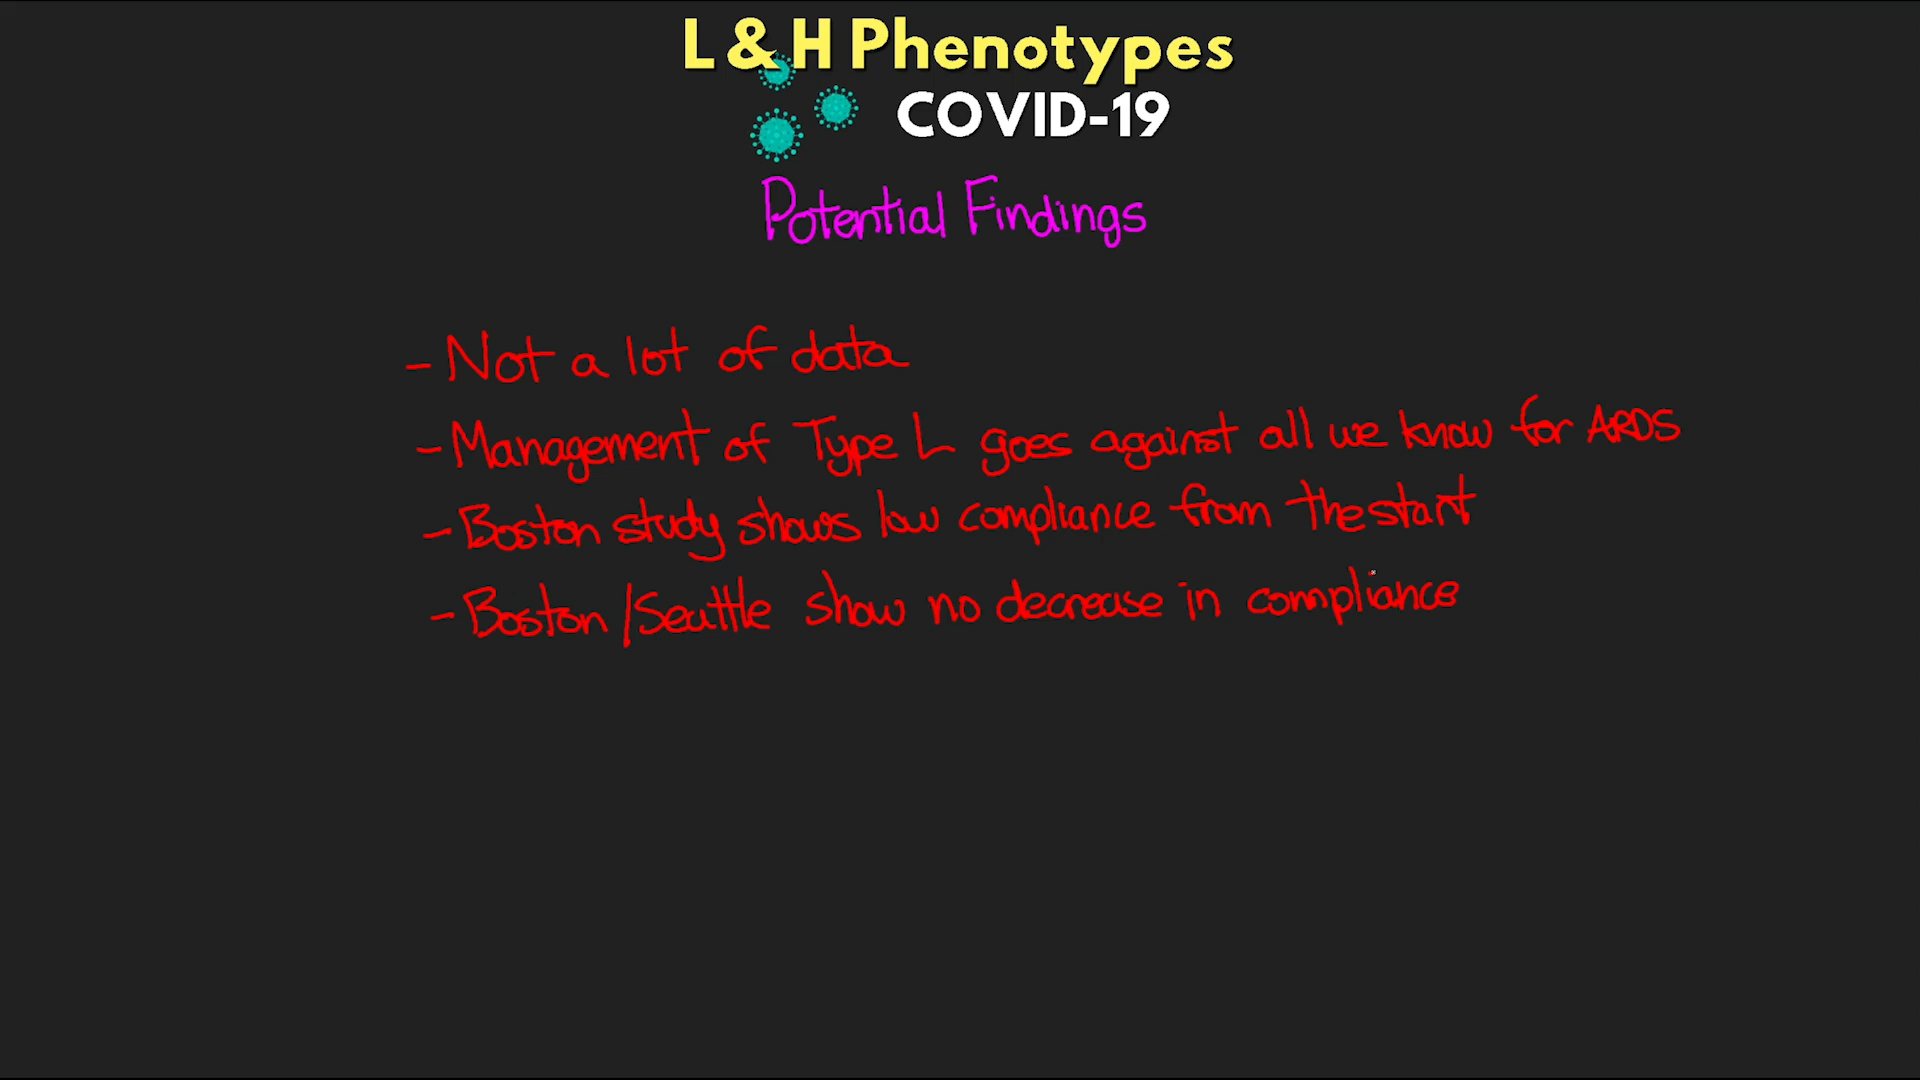 L & H Phenotypes
COVID-19
Potential Findings
- Not a lot of data
- Management of Type L goes against all we know for ARDS
- Boston study shows low compliance from the start
- Boston/Seattle show no decrease in compliance